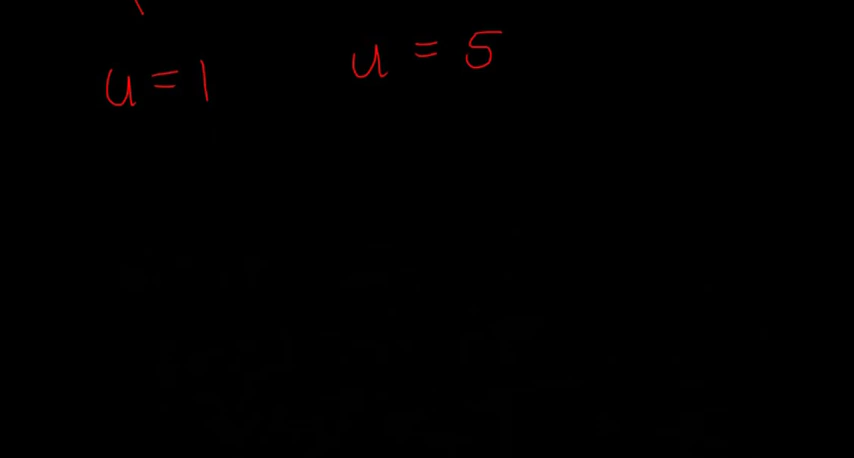 u = 1 u = 5